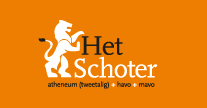 Het
Schoter
atheneum (tweetalig) • havo • mavo